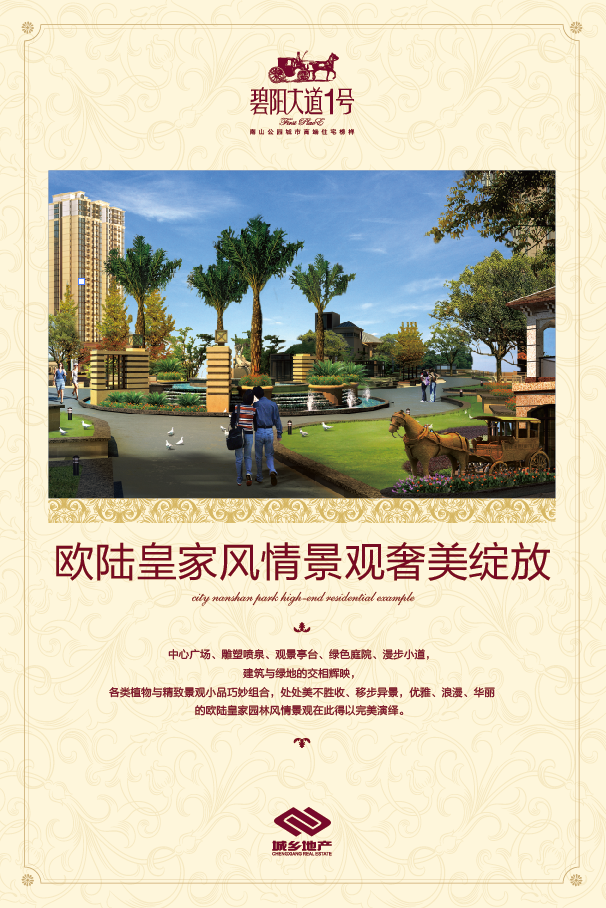 碧阳大道1号
First Place
南山公园城市高端住宅榜样
欧陆皇家风情景观奢美绽放
city nanshan park high-end residential example
中心广场、雕塑喷泉、观景亭台、绿色庭院、漫步小道，
建筑与绿地的交相辉映，
各类植物与精致景观小品巧妙组合，处处美不胜收、移步异景，优雅、浪漫、华丽
的欧陆皇家园林风情景观在此得以完美演绎。
城乡地产
CHENGXIANG REAL ESTATE